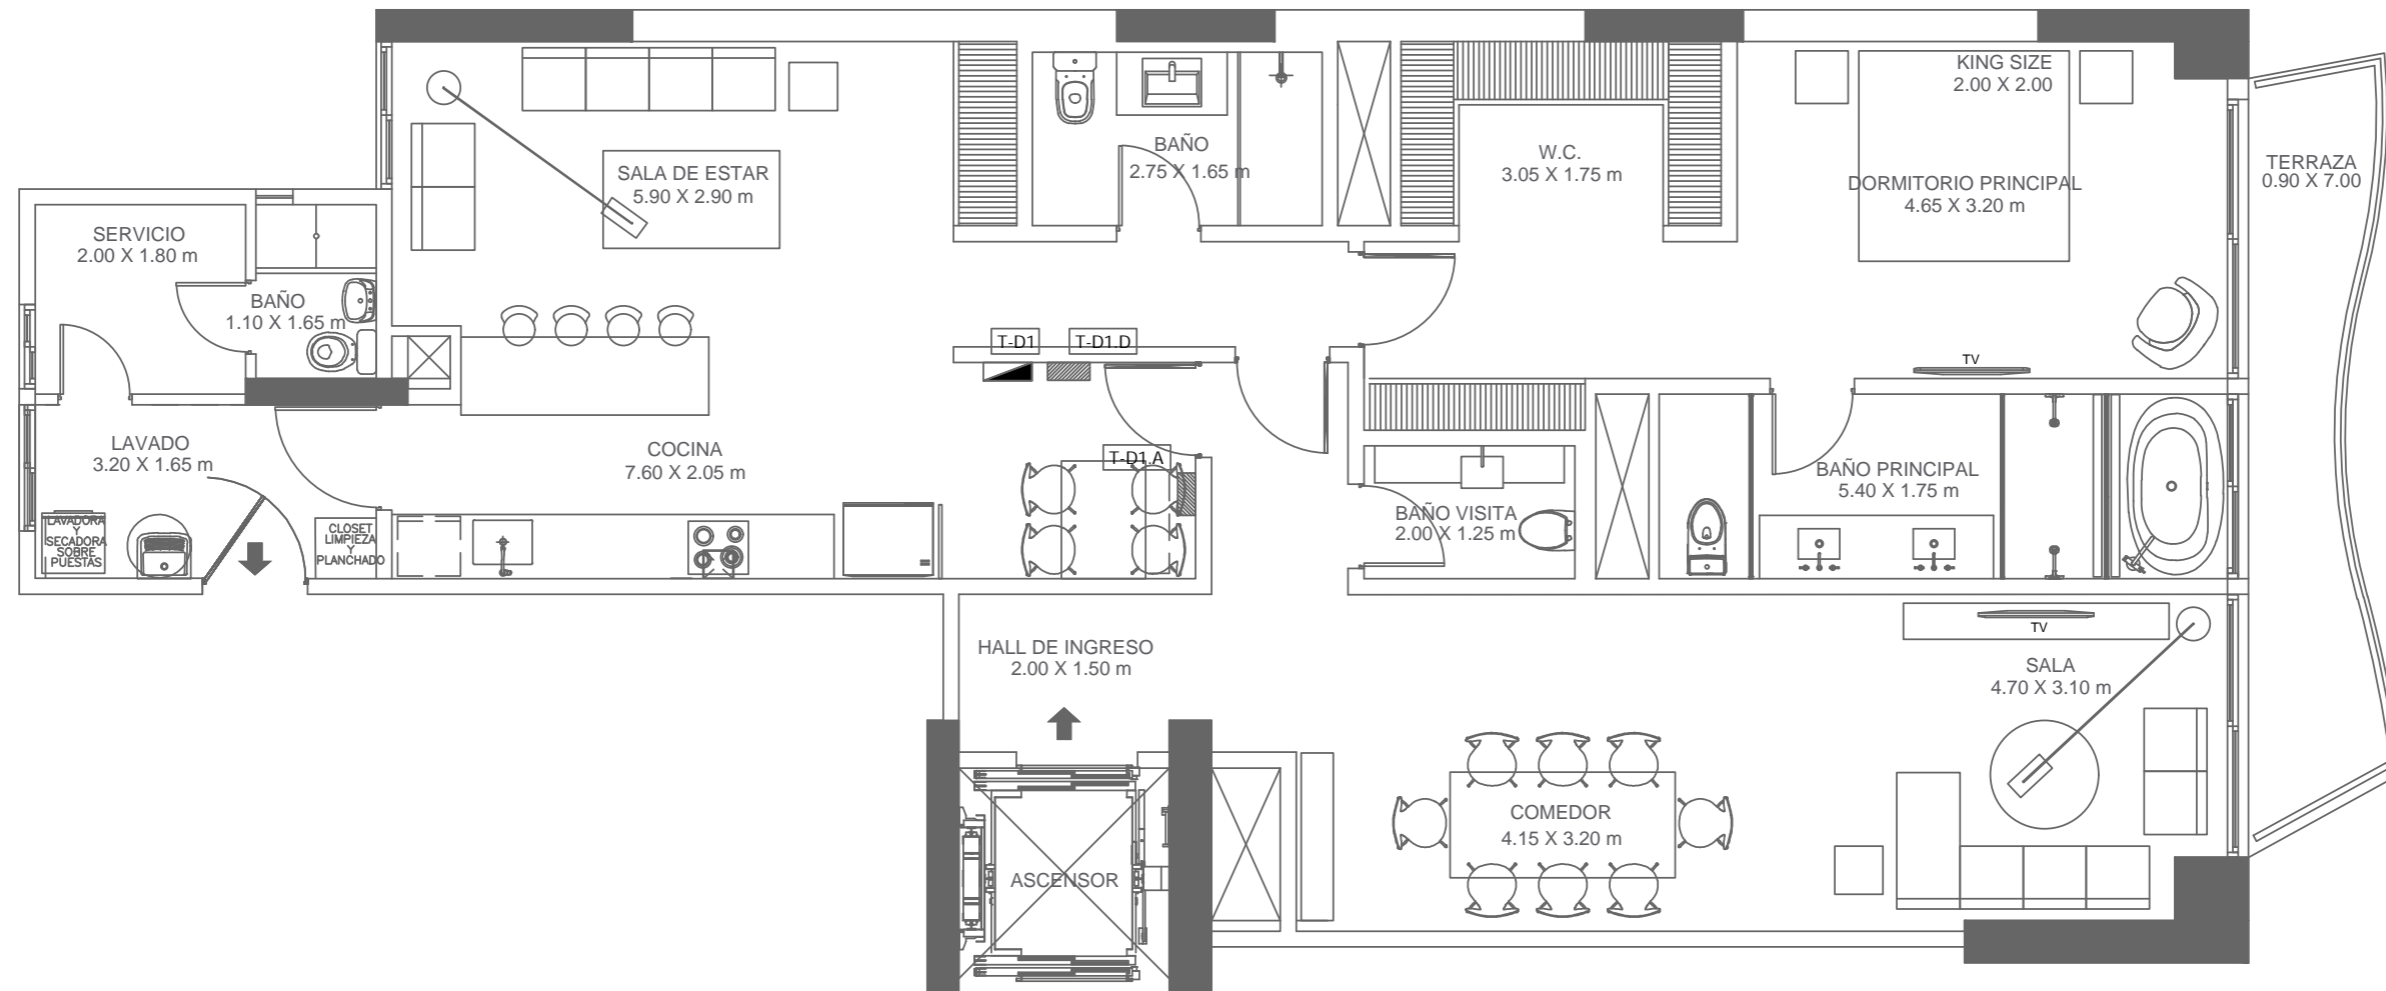 KING SIZE
2.00 X 2.00
BAÑO
2.75 X 1.65 m
W.C.
3.05 X 1.75 m
TERRAZA
0.90 X 7.00
SALA DE ESTAR
5.90 X 2.90 m
DORMITORIO PRINCIPAL
4.65 X 3.20 m
SERVICIO
2.00 X 1.80 m
BAÑO
1.10 X 1.65 m
T-D1
T-D1.D
TV
LAVADO
3.20 X 1.65 m
COCINA
7.60 X 2.05 m
T-D1.A
BAÑO PRINCIPAL
5.40 X 1.75 m
BAÑO VISITA
2.00 X 1.25 m
LAVADORA
Y
SECADORA
SOBRE
PUESTAS
CLOSET
LIMPIEZA
Y
PLANCHADO
TV
HALL DE INGRESO
2.00 X 1.50 m
SALA
4.70 X 3.10 m
COMEDOR
4.15 X 3.20 m
ASCENSOR